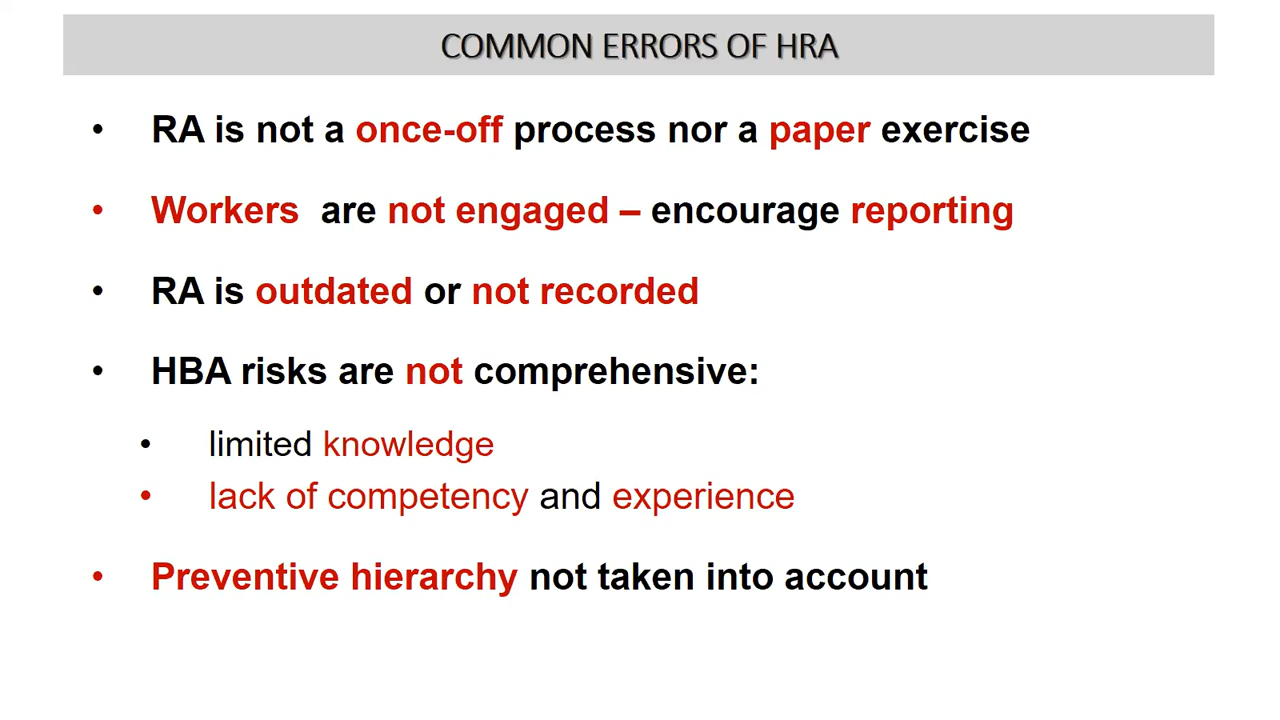 COMMON ERRORS OF HRA
• RA is not a once-off process nor a paper exercise
• Workers are not engaged – encourage reporting
• RA is outdated or not recorded
• HBA risks are not comprehensive:
• limited knowledge
• lack of competency and experience
• Preventive hierarchy not taken into account